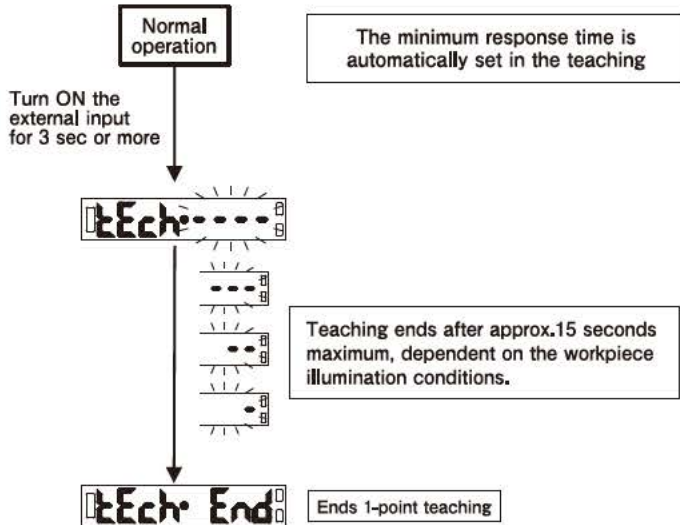 Normal
operation
The minimum response time is
automatically set in the teaching
Turn ON the
external input
for 3 sec or more
tEch• - - - -
- - -
- -
-
Teaching ends after approx.15 seconds
maximum, dependent on the workpiece
illumination conditions.
tEch• End
Ends 1-point teaching